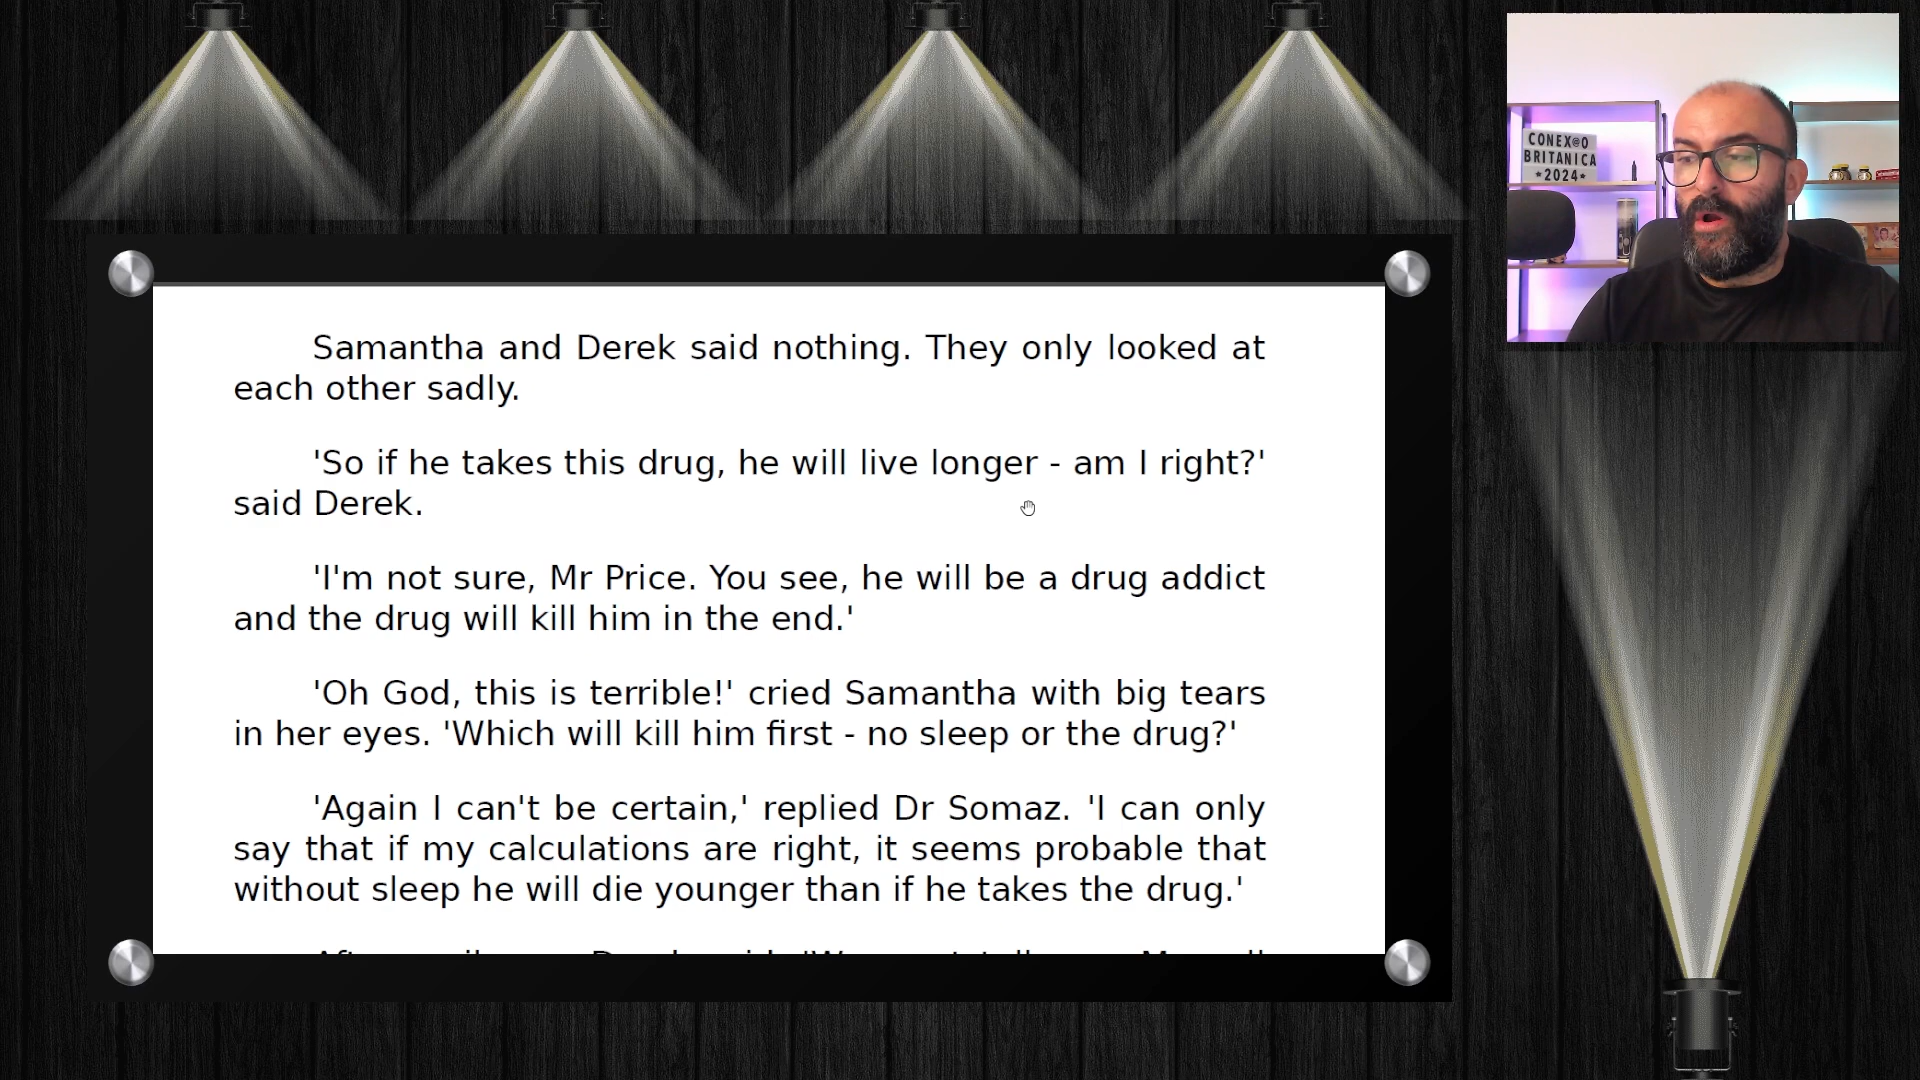 CONEX@O
BRITANICA
*2024*
Samantha and Derek said nothing. They only looked at
each other sadly.
'So if he takes this drug, he will live longer - am I right?'
said Derek.
'I'm not sure, Mr Price. You see, he will be a drug addict
and the drug will kill him in the end.'
'Oh God, this is terrible!' cried Samantha with big tears
in her eyes. 'Which will kill him first - no sleep or the drug?'
'Again I can't be certain,' replied Dr Somaz. 'I can only
say that if my calculations are right, it seems probable that
without sleep he will die younger than if he takes the drug.'